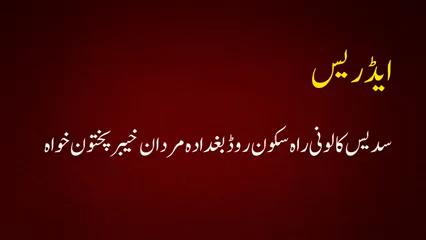 ایڈریس
سدیس کالونی راہ سکون روڈ بغدادہ مردان خیبر پختون خواہ